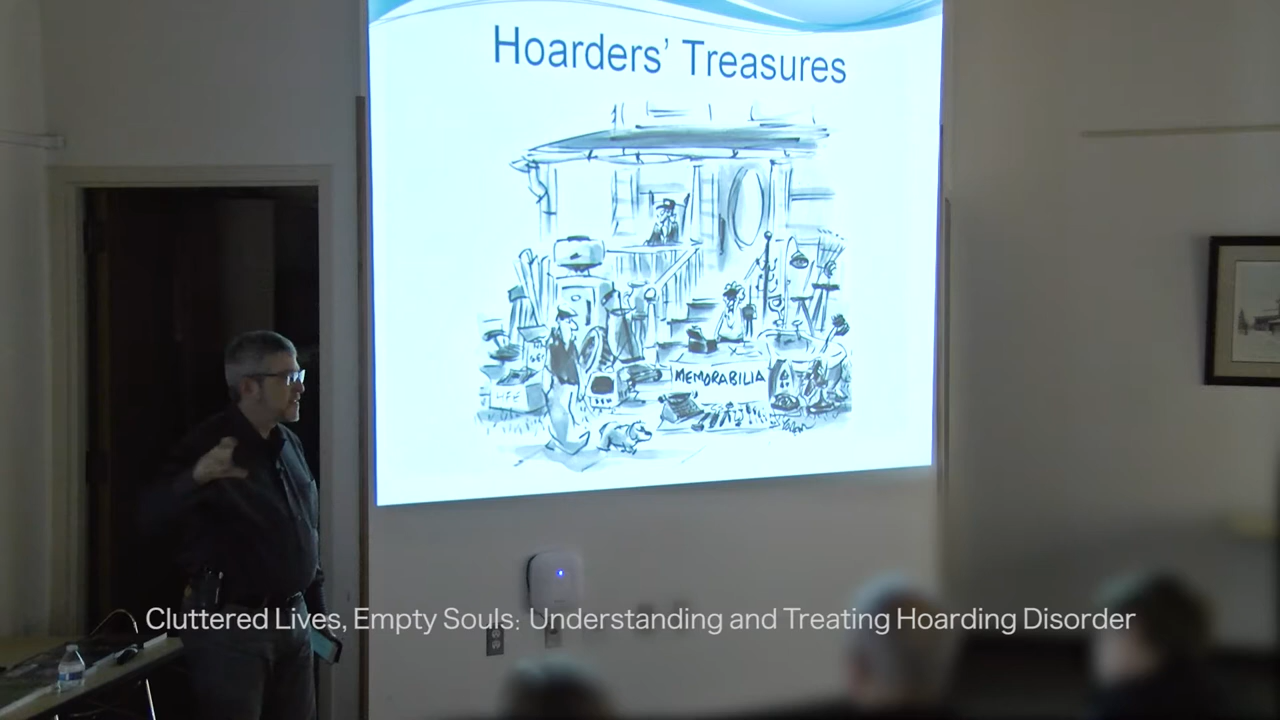 Hoarders’ Treasures
MEMORABILIA
Cluttered Lives, Empty Souls: Understanding and Treating Hoarding Disorder